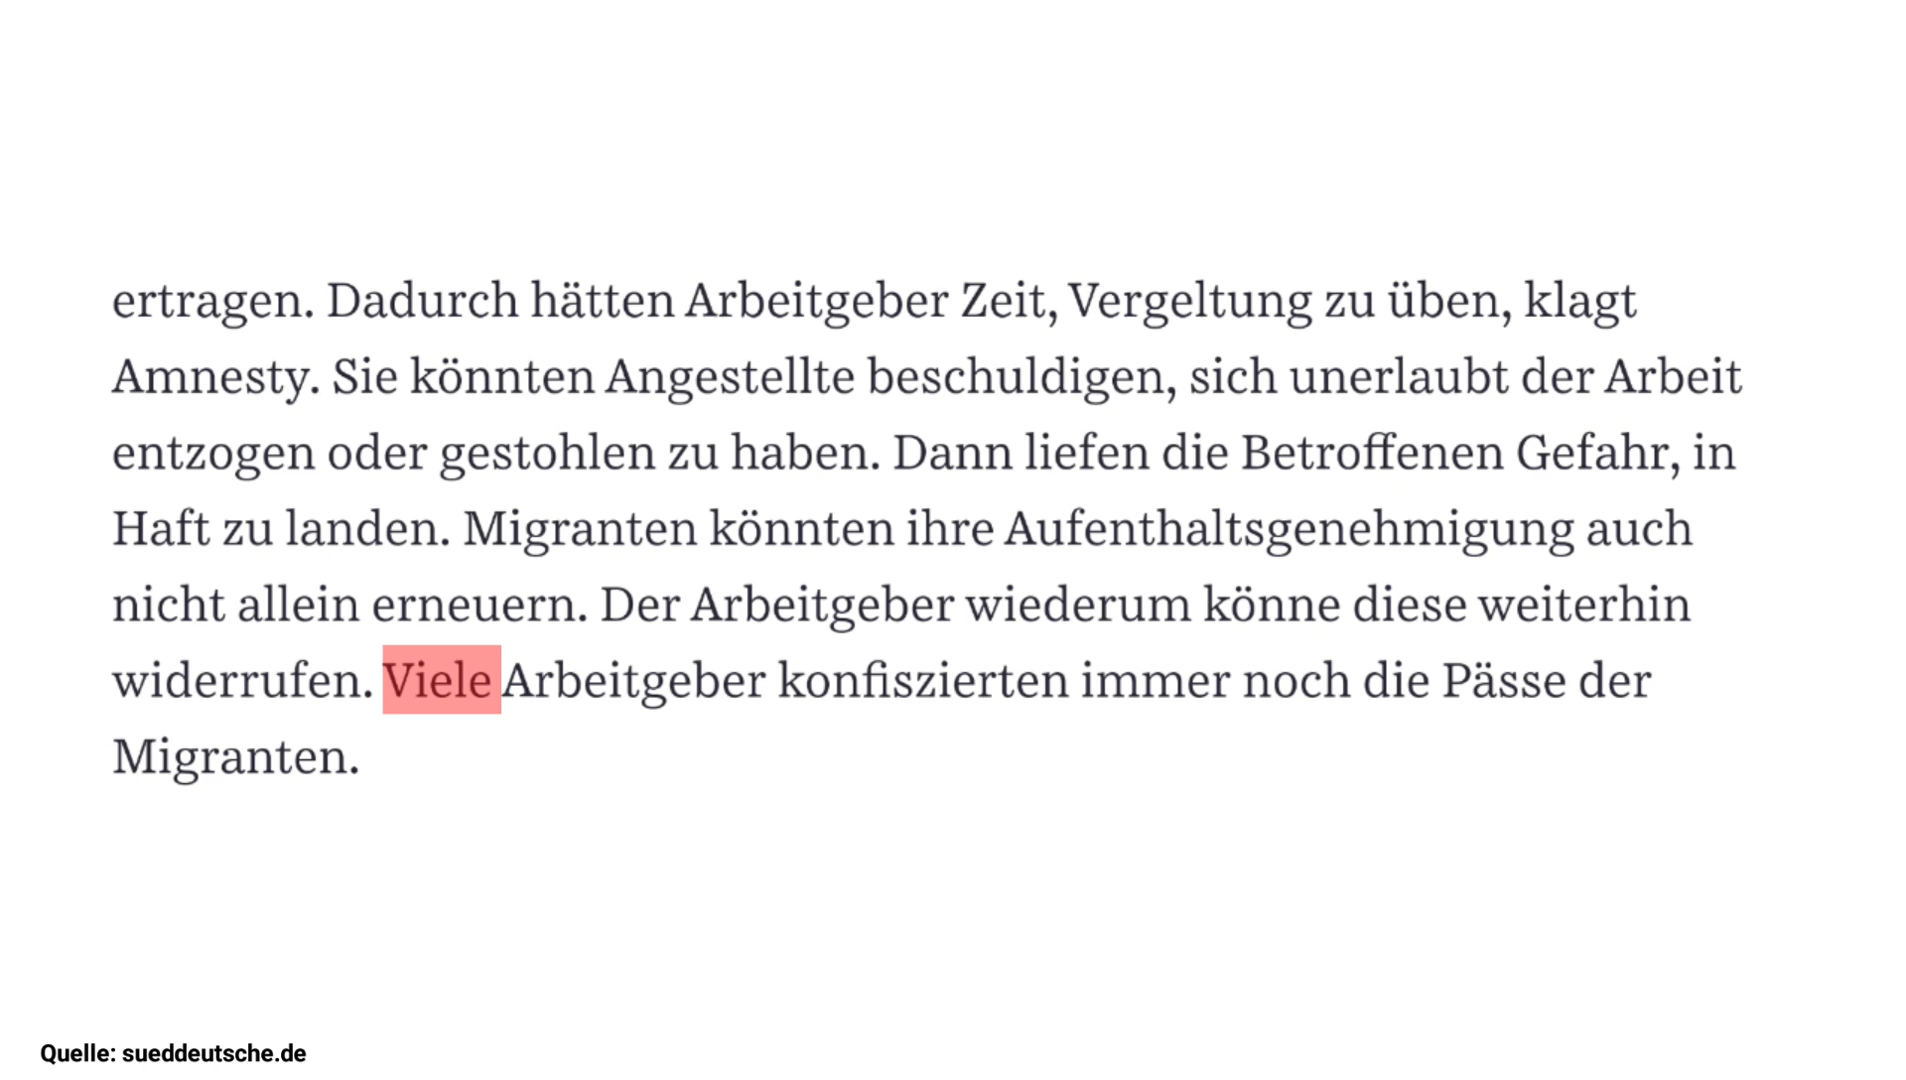 ertragen. Dadurch hätten Arbeitgeber Zeit, Vergeltung zu üben, klagt
Amnesty. Sie könnten Angestellte beschuldigen, sich unerlaubt der Arbeit
entzogen oder gestohlen zu haben. Dann liefen die Betroffenen Gefahr, in
Haft zu landen. Migranten könnten ihre Aufenthaltsgenehmigung auch
nicht allein erneuern. Der Arbeitgeber wiederum könne diese weiterhin
widerrufen. Viele Arbeitgeber konfiszierten immer noch die Pässe der
Migranten.
Quelle: sueddeutsche.de